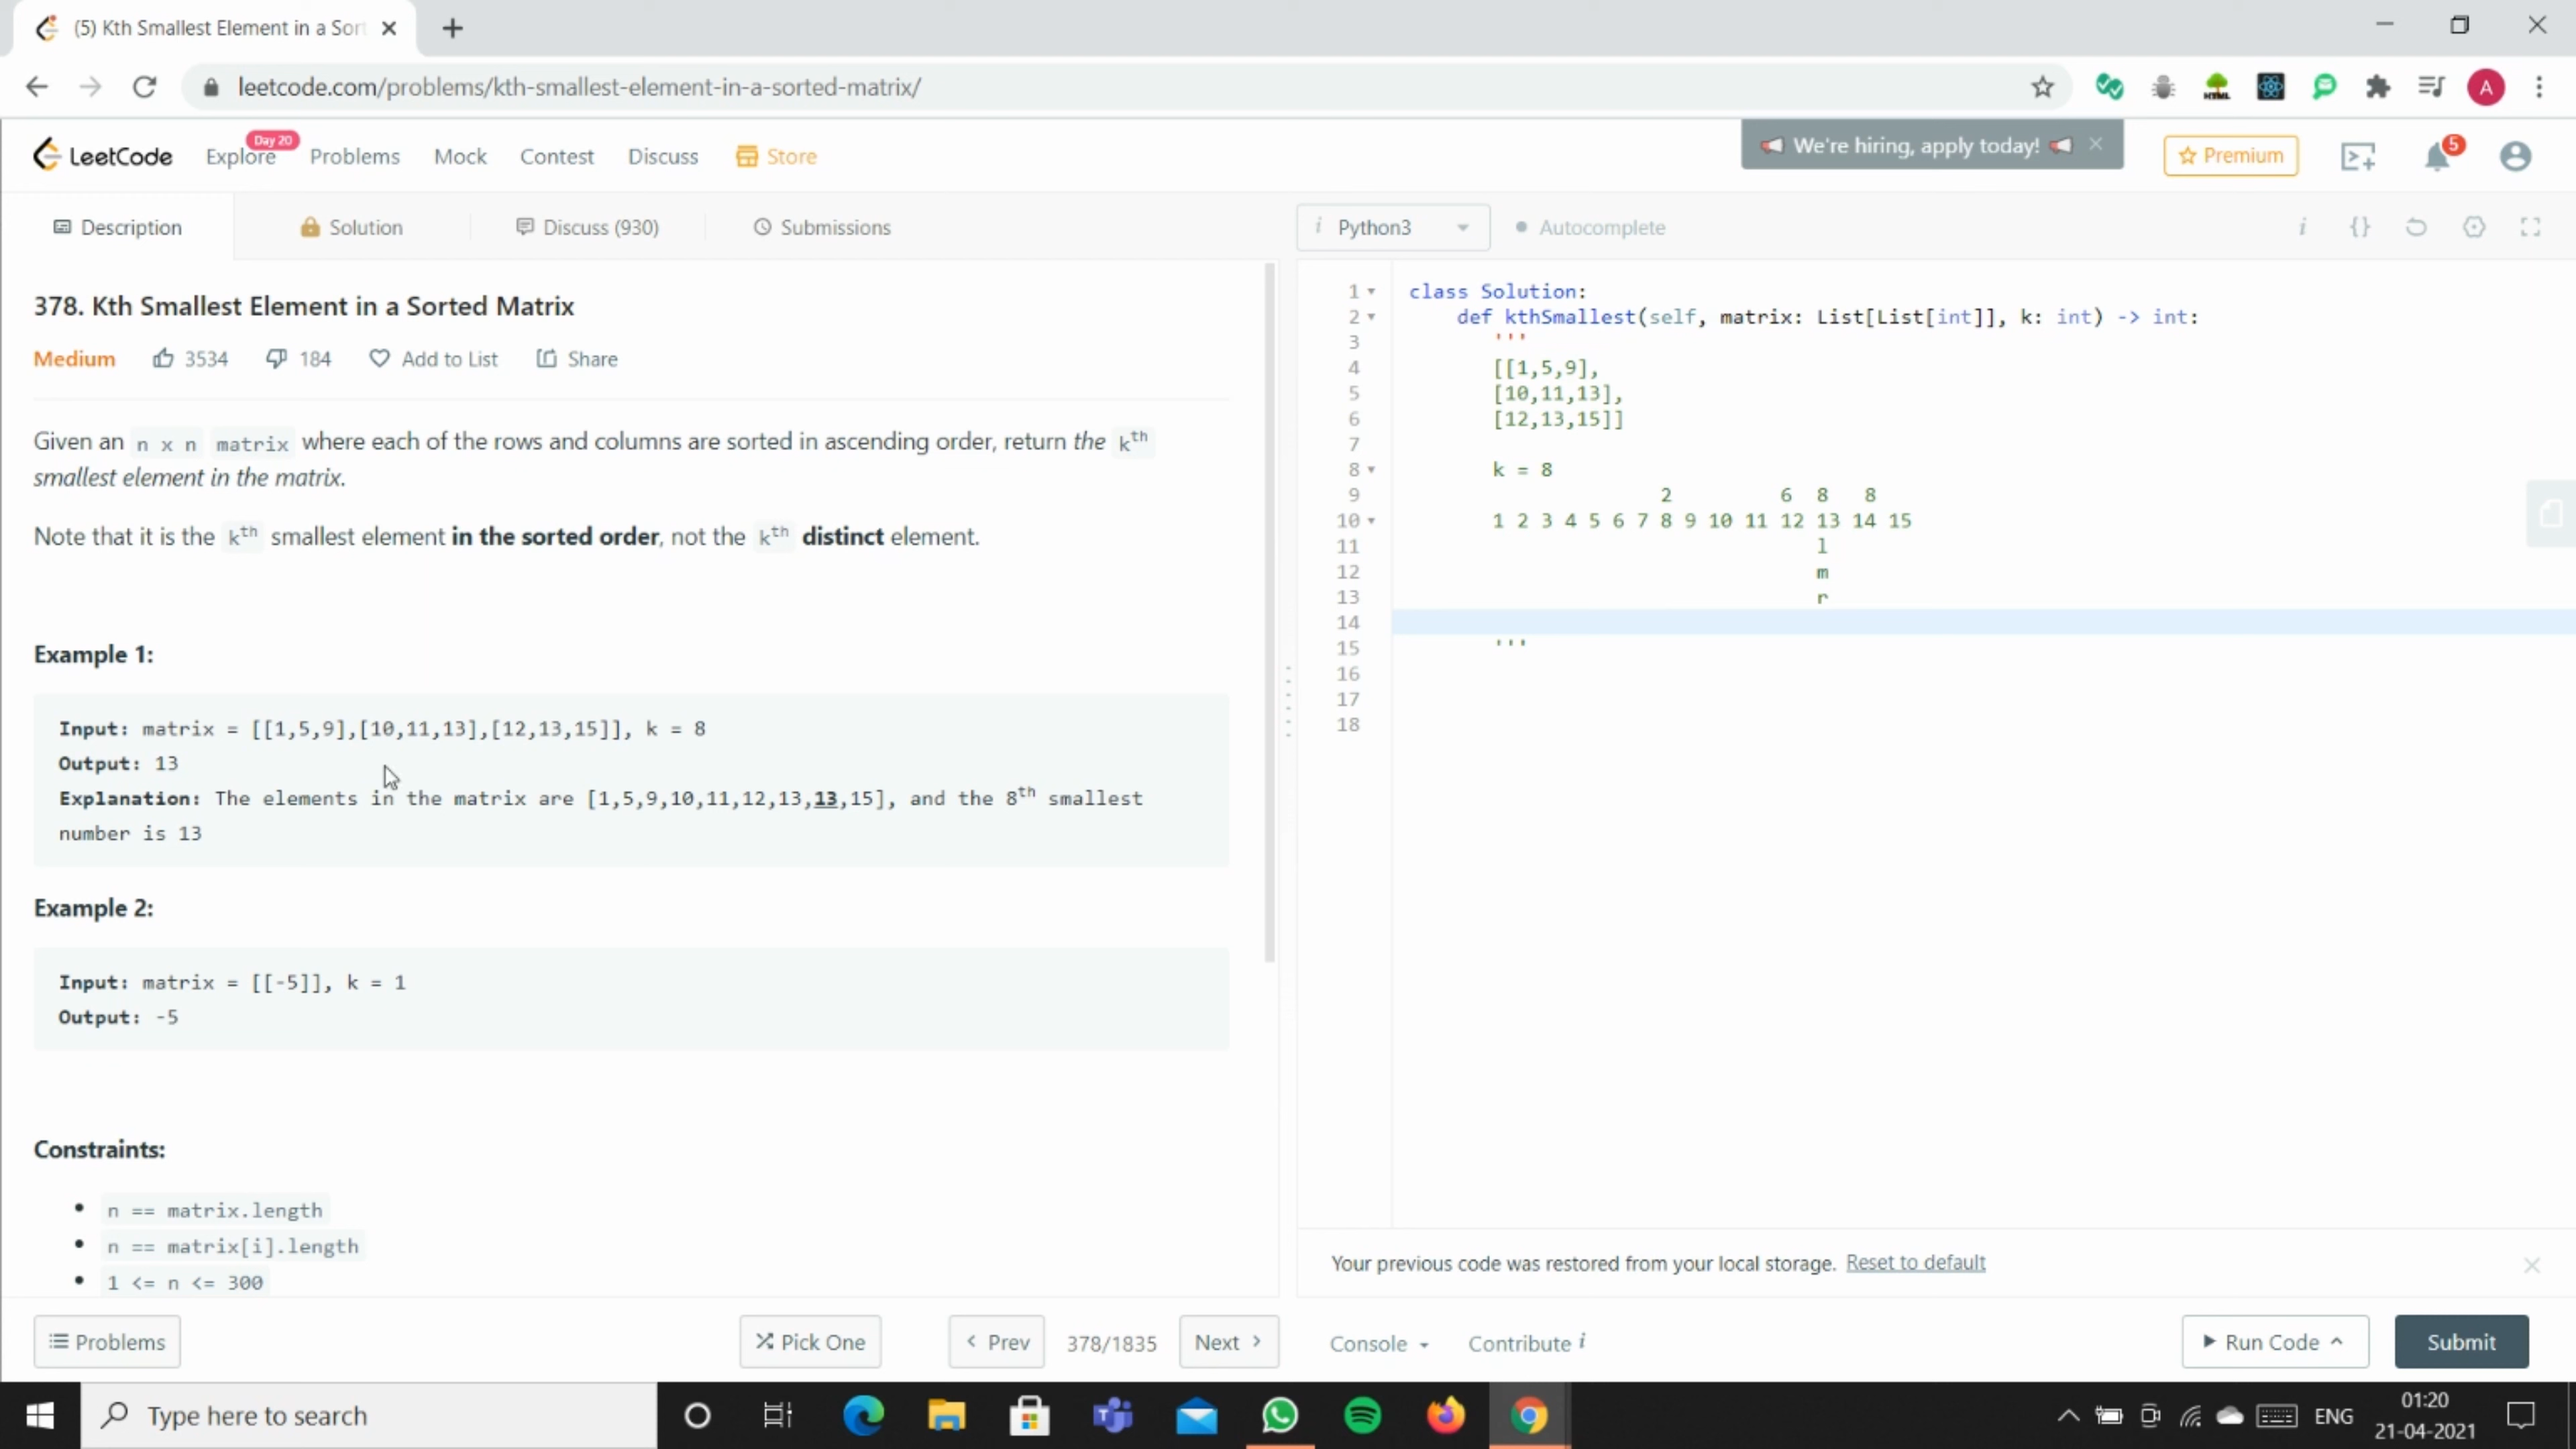 (5) Kth Smallest Element in a Sort
leetcode.com/problems/kth-smallest-element-in-a-sorted-matrix/
HTML
A
LeetCode
Explore
Day 20
Problems
Mock
Contest
Discuss
Store
We're hiring, apply today!
Premium
5
Description
Solution
Discuss (930)
Submissions
i Python3
Autocomplete
378. Kth Smallest Element in a Sorted Matrix
Medium 3534 184 Add to List Share
Given an n x n matrix where each of the rows and columns are sorted in ascending order, return the kth
smallest element in the matrix.
Note that it is the kth smallest element in the sorted order, not the kth distinct element.
Example 1:
Input: matrix = [[1,5,9],[10,11,13],[12,13,15]], k = 8
Output: 13
Explanation: The elements in the matrix are [1,5,9,10,11,12,13,13,15], and the 8th smallest
number is 13
Example 2:
Input: matrix = [[-5]], k = 1
Output: -5
Constraints:
n == matrix.length
n == matrix[i].length
1 <= n <= 300
Problems
Pick One
Prev
378/1835
Next
1 class Solution:
2 def kthSmallest(self, matrix: List[List[int]], k: int) -> int:
3 '''
4 [[1,5,9],
5 [10,11,13],
6 [12,13,15]]
7
8 k = 8
9 2 6 8 8
10 1 2 3 4 5 6 7 8 9 10 11 12 13 14 15
11 l
12 m
13 r
14
15 '''
16
17
18
Your previous code was restored from your local storage. Reset to default
Console
Contribute i
Run Code
Submit
Type here to search
ENG
01:20
21-04-2021